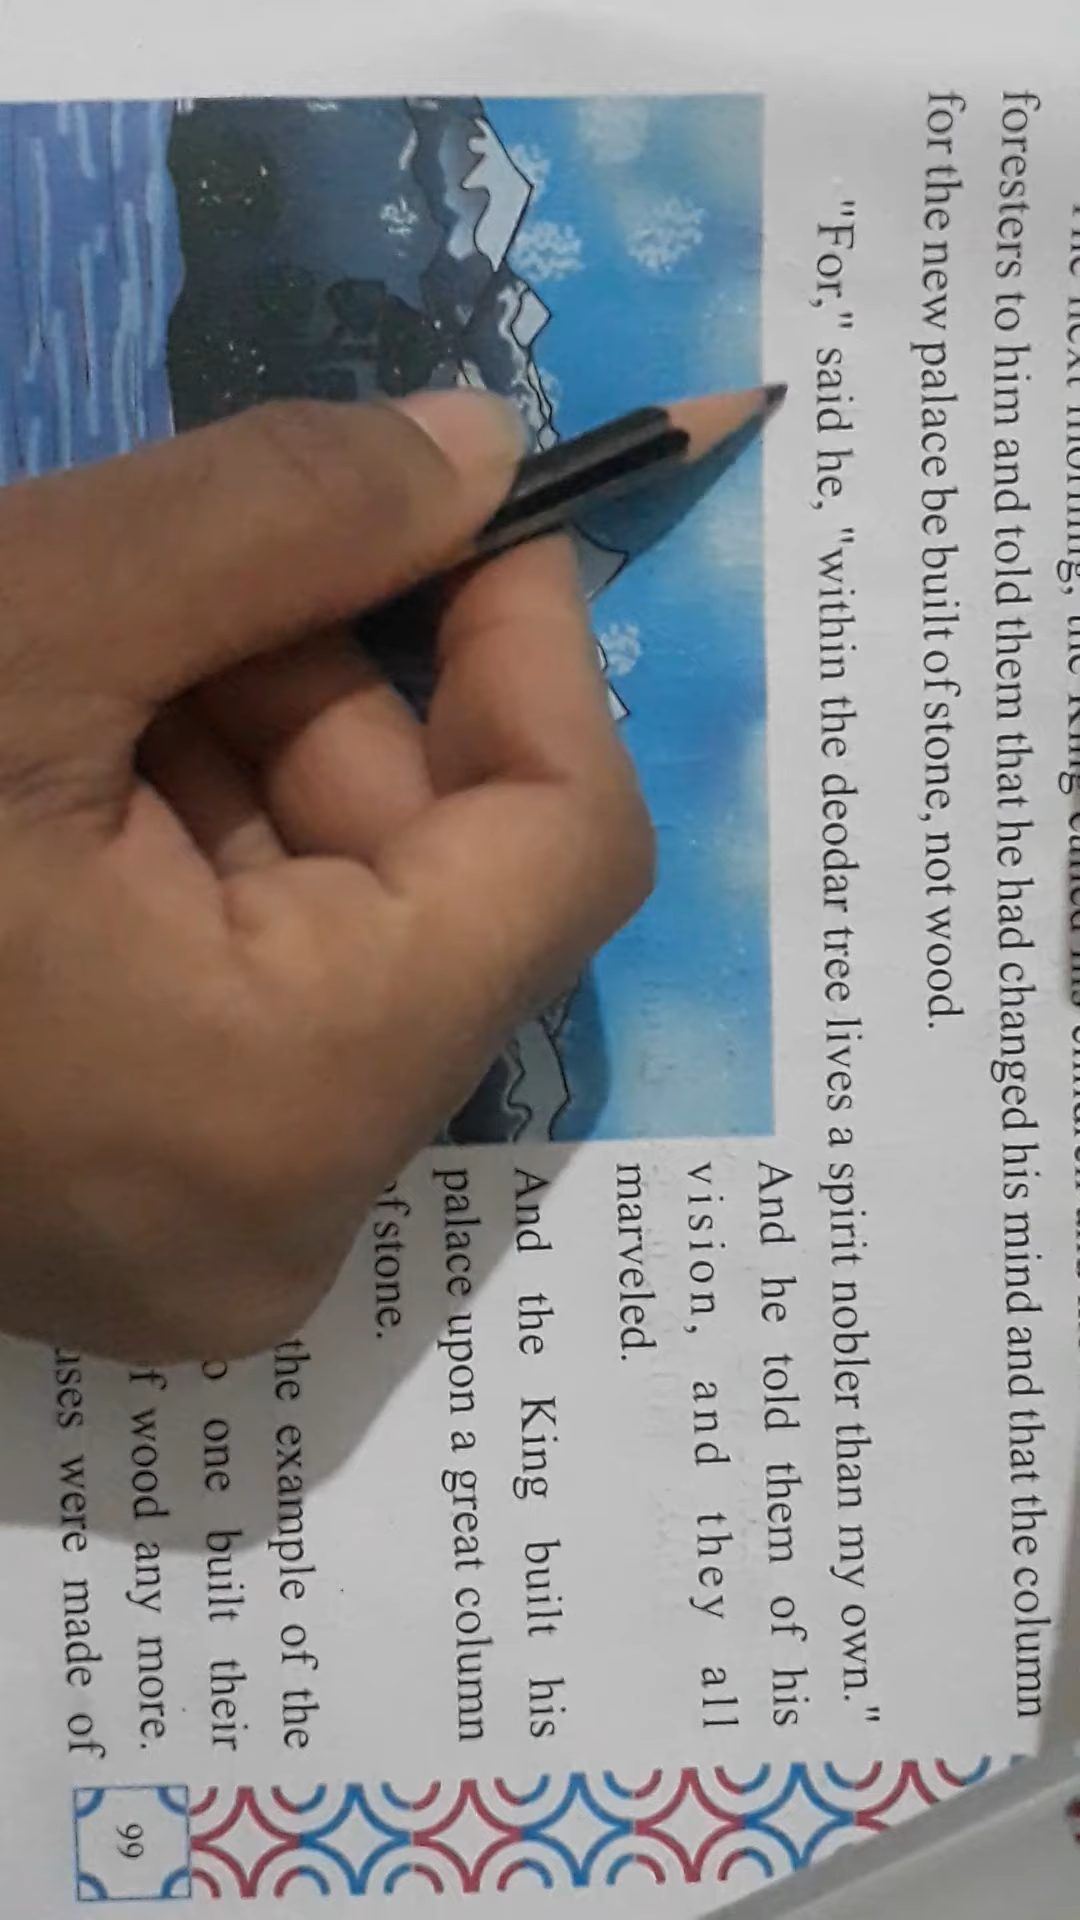 foresters to him and told them that he had changed his mind and that the column
for the new palace be built of stone, not wood.
"For," said he, "within the deodar tree lives a spirit nobler than my own."
And he told them of his
vision, and they all
marveled.
And the King built his
palace upon a great column
of stone.
the example of the
one built their
of wood any more.
were made of
99